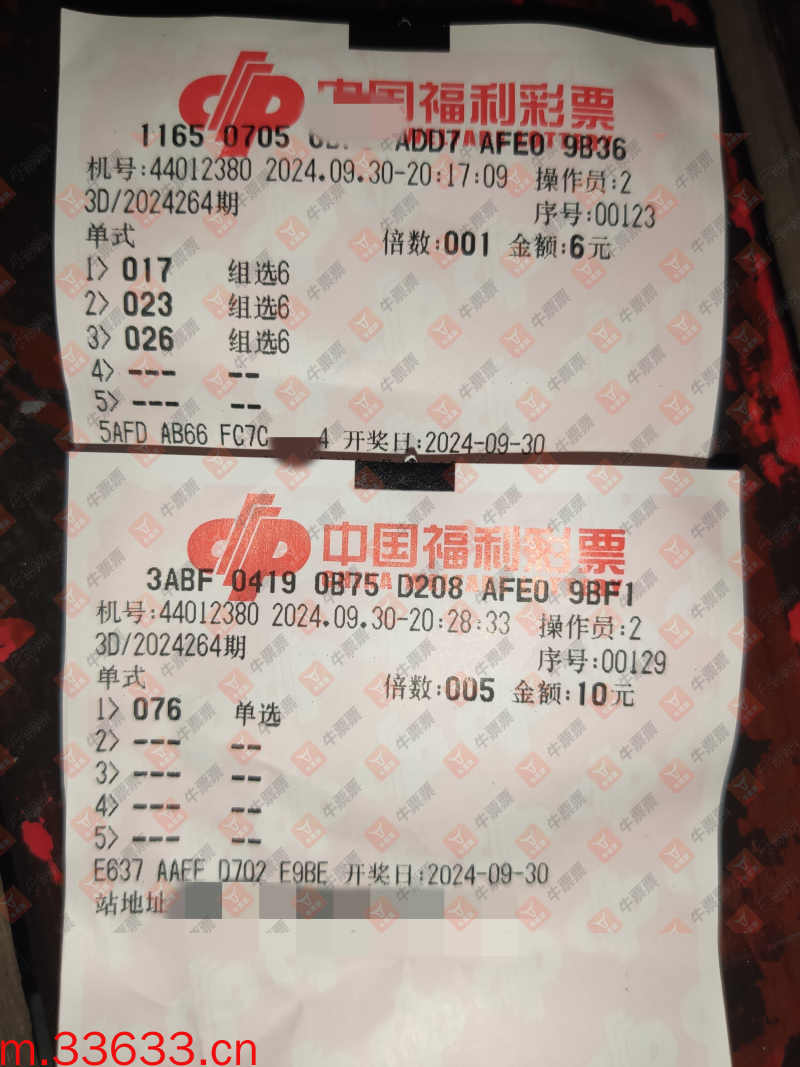 中国福利彩票
1165 0705 ADD7 AFE0 9B36
机号:44012380 2024.09.30-20:17:09 操作员:2
3D/2024264期 序号:00123
单式 倍数:001 金额:6元
1> 017 组选6
2> 023 组选6
3> 026 组选6
4> --- --
5> --- --
5AFD AB66 FC7C 4 开奖日:2024-09-30
中国福利彩票
CHINA WELFARE LOTTERY
3ABF 0419 0B75 D208 AFE0 9BF1
机号:44012380 2024.09.30-20:28:33 操作员:2
3D/2024264期 序号:00129
单式 倍数:005 金额:10元
1> 076 单选
2> --- --
3> --- --
4> --- --
5> --- --
E637 AAEF D702 E9BE 开奖日:2024-09-30
站地址
m.33633.cn
牛票票